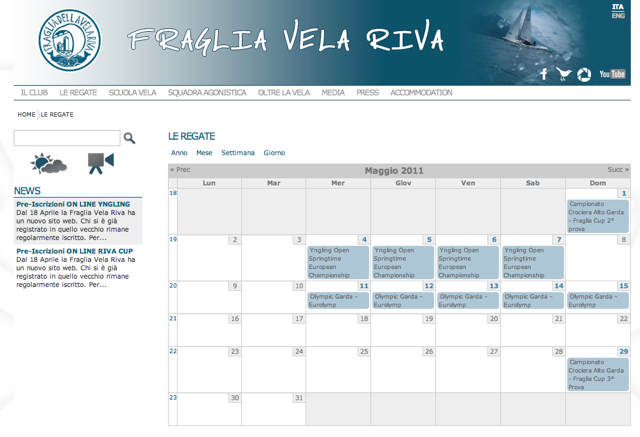 FRAGLIA DELLA VELA RIVA
FRAGLIA VELA RIVA
ITA
ENG
You Tube
IL CLUB LE REGATE SCUOLA VELA SQUADRA AGONISTICA OLTRE LA VELA MEDIA PRESS ACCOMMODATION
HOME LE REGATE
NEWS
Pre-Iscrizioni ON LINE YNGLING
Dal 18 Aprile la Fraglia Vela Riva ha
un nuovo sito web. Chi si è già
registrato in quello vecchio rimane
regolarmente iscritto. Per...
Pre-Iscrizioni ON LINE RIVA CUP
Dal 18 Aprile la Fraglia Vela Riva ha
un nuovo sito web. Chi si è già
registrato in quello vecchio rimane
regolarmente iscritto. Per...
LE REGATE
Anno Mese Settimana Giorno
« Prec Maggio 2011 Succ »
Lun Mar Mer Giov Ven Sab Dom
18 1
Campionato
Crociera Alto Garda
- Fraglia Cup 2°
prova
19 2 3 4 5 6 7 8
Yngling Open Yngling Open Yngling Open Yngling Open
Springtime Springtime Springtime Springtime
European European European European
Championship Championship Championship Championship
20 9 10 11 12 13 14 15
Olympic Garda – Olympic Garda – Olympic Garda – Olympic Garda – Olympic Garda –
Eurolymp Eurolymp Eurolymp Eurolymp Eurolymp
21 16 17 18 19 20 21 22
22 23 24 25 26 27 28 29
Campionato
Crociera Alto Garda
- Fraglia Cup 3°
Prova
23 30 31